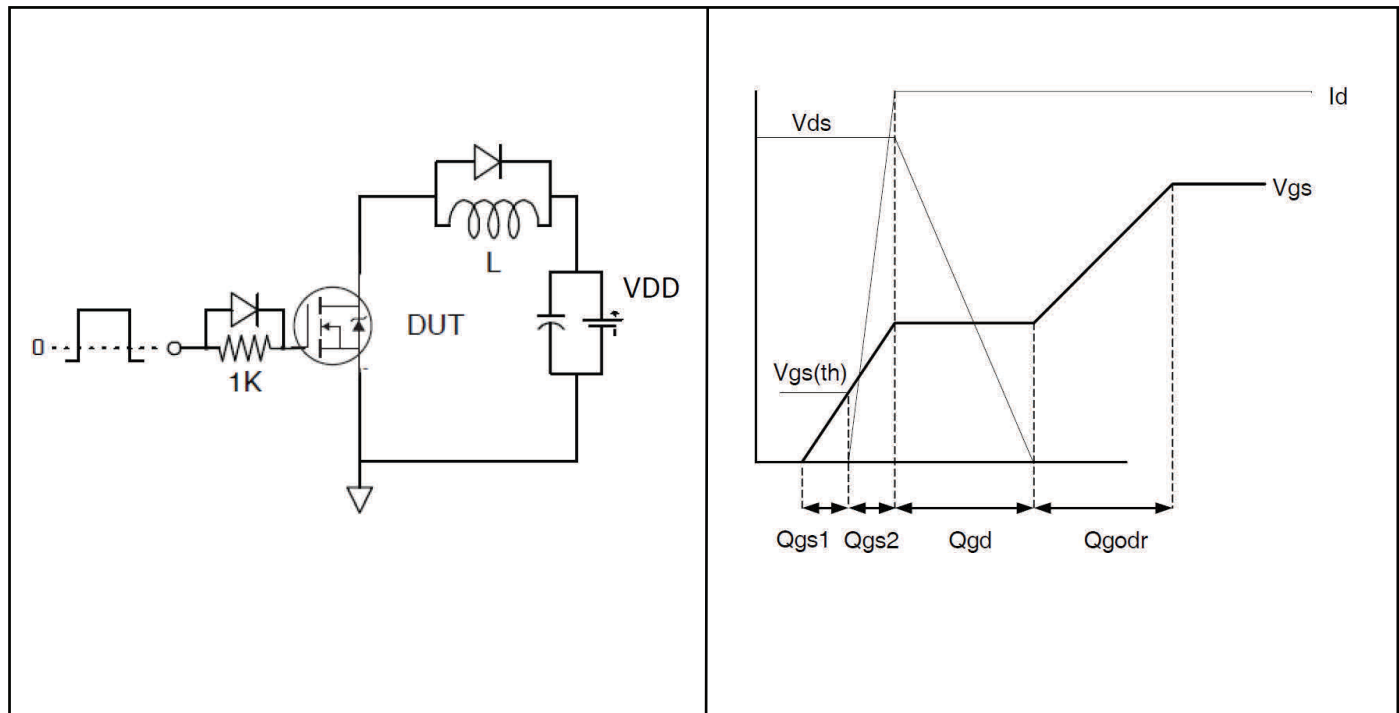 L
VDD
DUT
0
1K
Id
Vds
Vgs
Vgs(th)
Qgs1 Qgs2 Qgd Qgodr